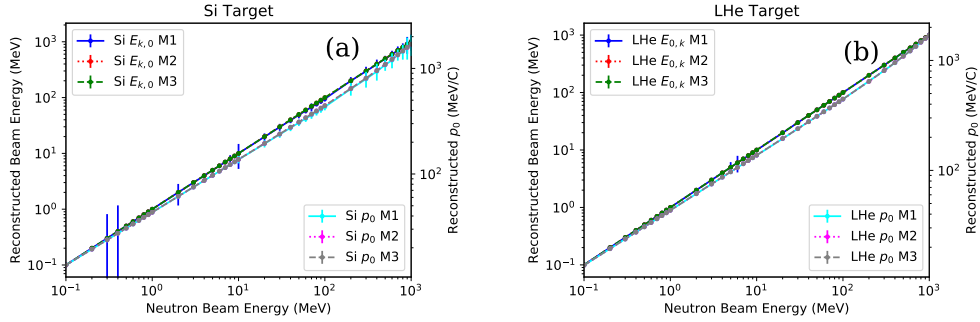 Si Target
(a)
Si E_{k,0} M1
Si E_{k,0} M2
Si E_{k,0} M3
Si p_0 M1
Si p_0 M2
Si p_0 M3
10^3
10^2
10^1
10^0
10^{-1}
Reconstructed Beam Energy (MeV)
10^3
10^2
Reconstructed p_0 (MeV/C)
10^{-1} 10^0 10^1 10^2 10^3
Neutron Beam Energy (MeV)
LHe Target
(b)
LHe E_{0,k} M1
LHe E_{0,k} M2
LHe E_{0,k} M3
LHe p_0 M1
LHe p_0 M2
LHe p_0 M3
10^3
10^2
10^1
10^0
10^{-1}
Reconstructed Beam Energy (MeV)
10^3
10^2
Reconstructed p_0 (MeV/C)
10^{-1} 10^0 10^1 10^2 10^3
Neutron Beam Energy (MeV)